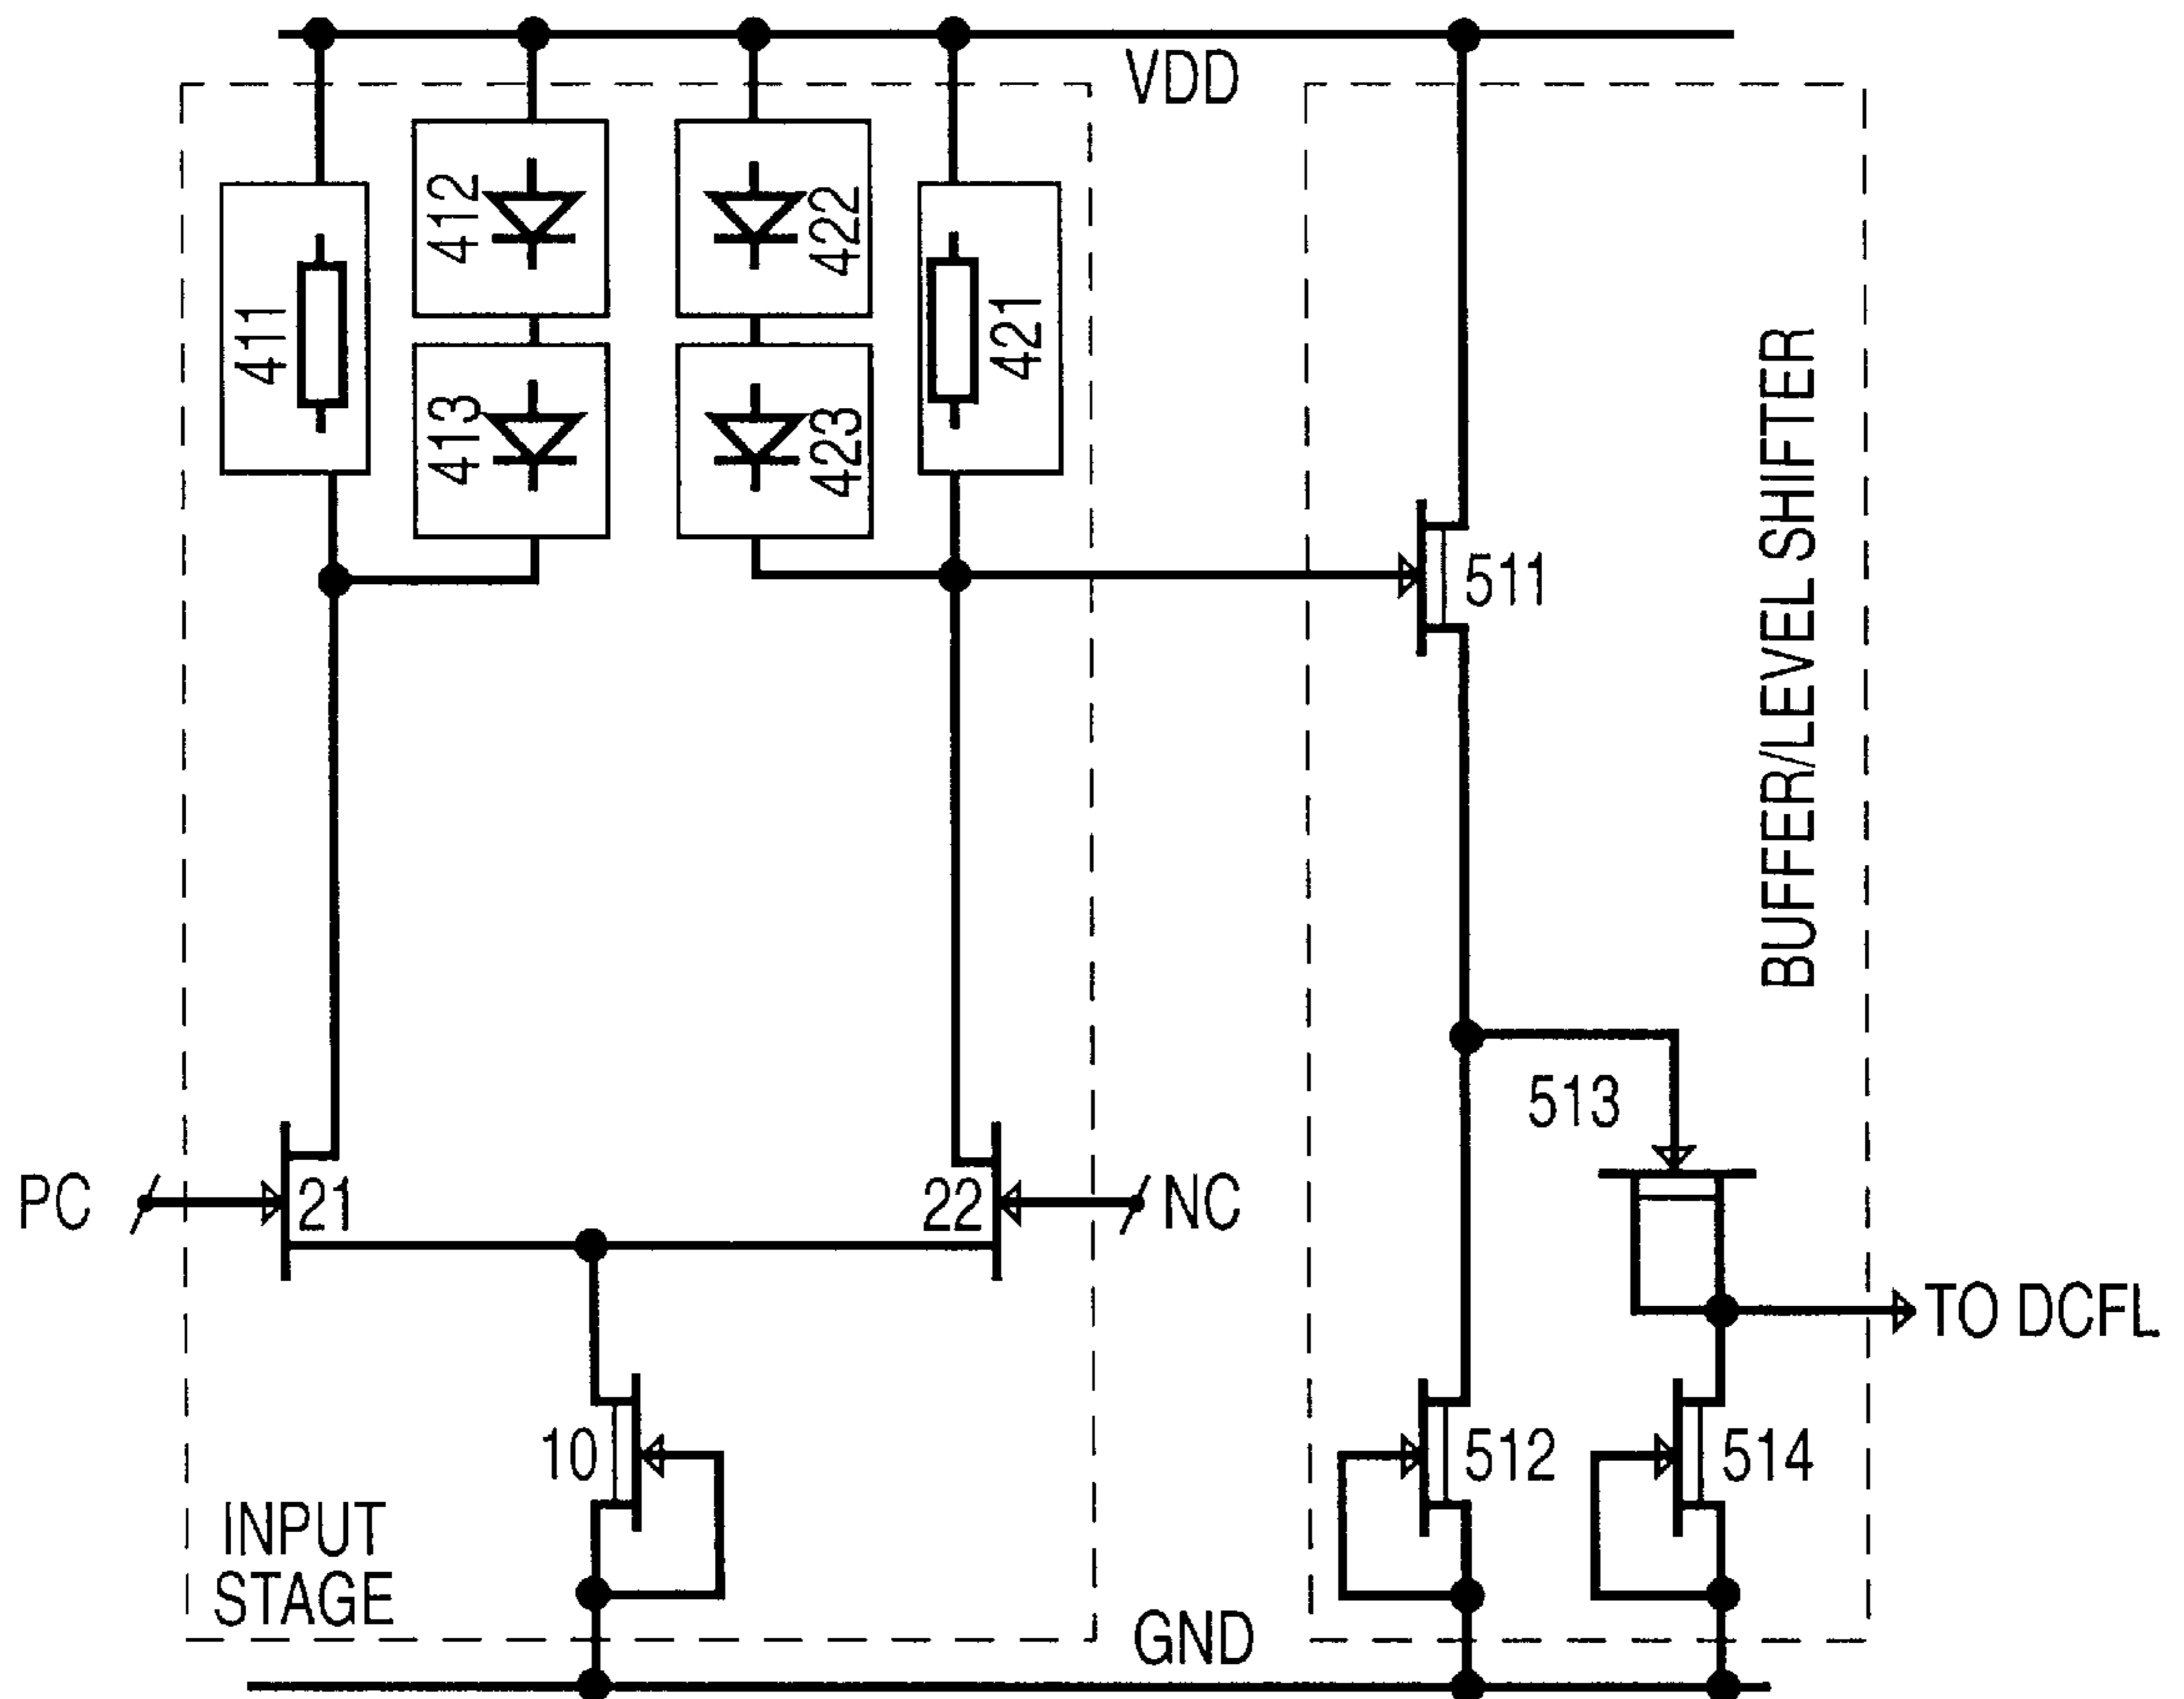 VDD
411
412
413
422
423
421
511
BUFFER/LEVEL SHIFTER
513
PC
21
22
NC
TO DCFL
10
512
514
INPUT
STAGE
GND